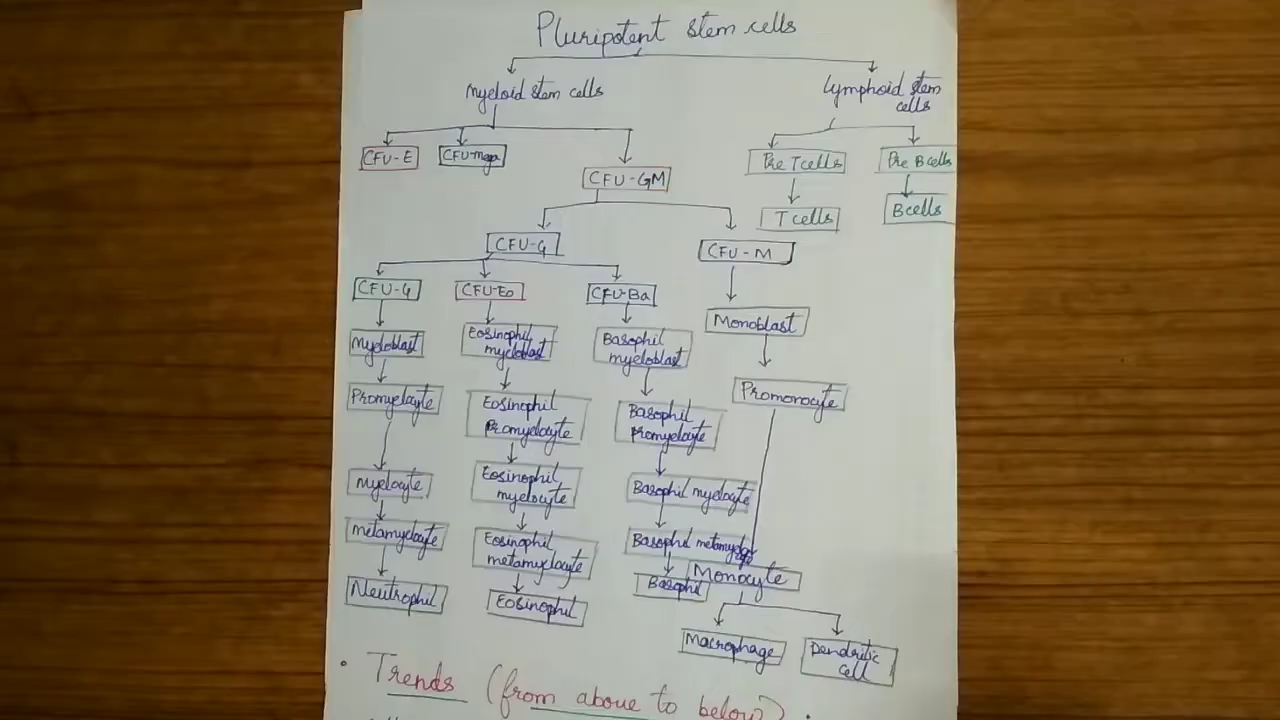 Pluripotent stem cells
Myeloid stem cells
Lymphoid stem
cells
CFU-E
CFU-mega
CFU-GM
Pre T cells
Pre B cells
T cells
B cells
CFU-G
CFU-M
CFU-G
CFU-Eo
CFU-Ba
Monoblast
Myeloblast
Eosinophil
myeloblast
Basophil
myeloblast
Promonocyte
Promyelocyte
Eosinophil
Promyelocyte
Basophil
promyelocyte
myelocyte
Eosinophil
myelocyte
Basophil myelocyte
metamyelocyte
Eosinophil
metamyelocyte
Basophil metamyelocyte
Monocyte
Neutrophil
Eosinophil
Basophil
Macrophage
Dendritic
cell
• Trends (from above to below) :